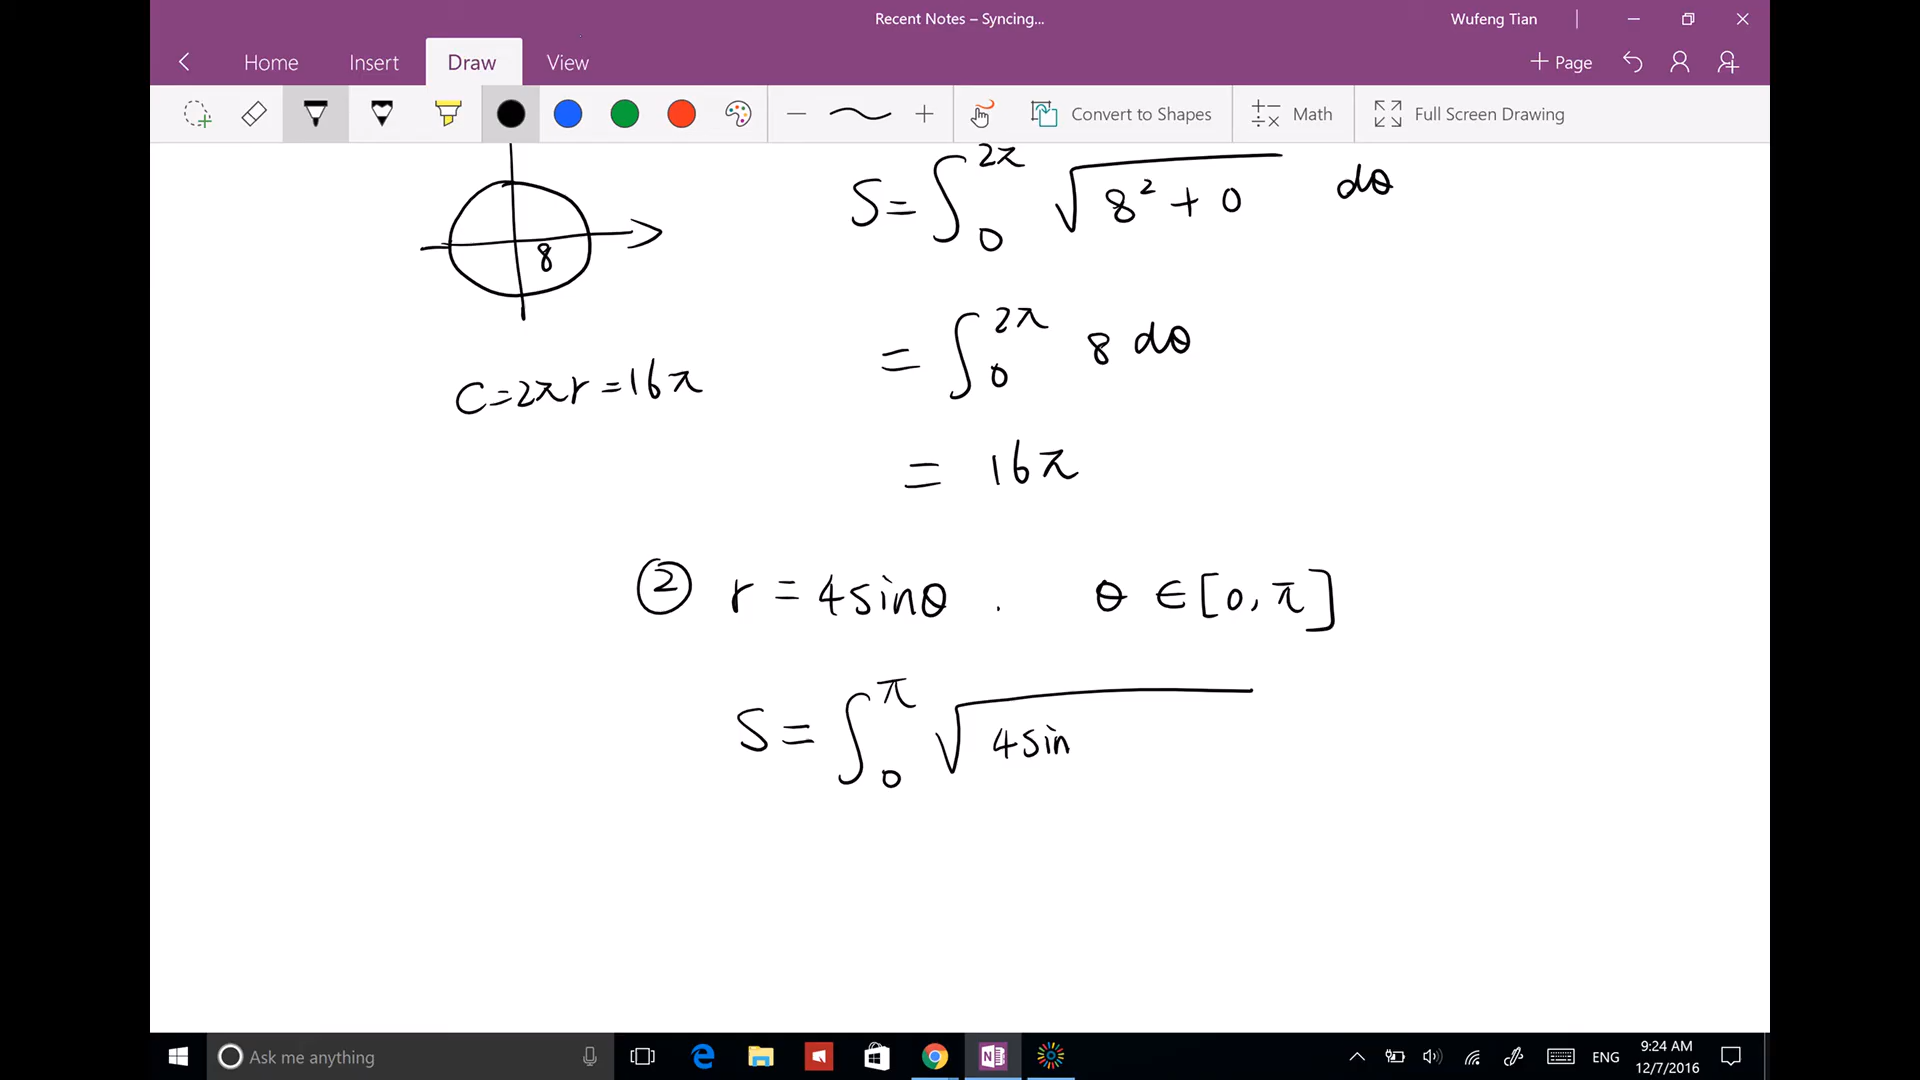 Recent Notes – Syncing...
Wufeng Tian
Home Insert Draw View
Page
Convert to Shapes
Math
Full Screen Drawing
S = ∫₀^2π √(8² + 0) dθ
8
= ∫₀^2π 8 dθ
C = 2πr = 16π
= 16π
② r = 4sinθ . θ ∈ [0, π]
S = ∫₀^π √(4sin
Ask me anything
ENG
9:24 AM
12/7/2016